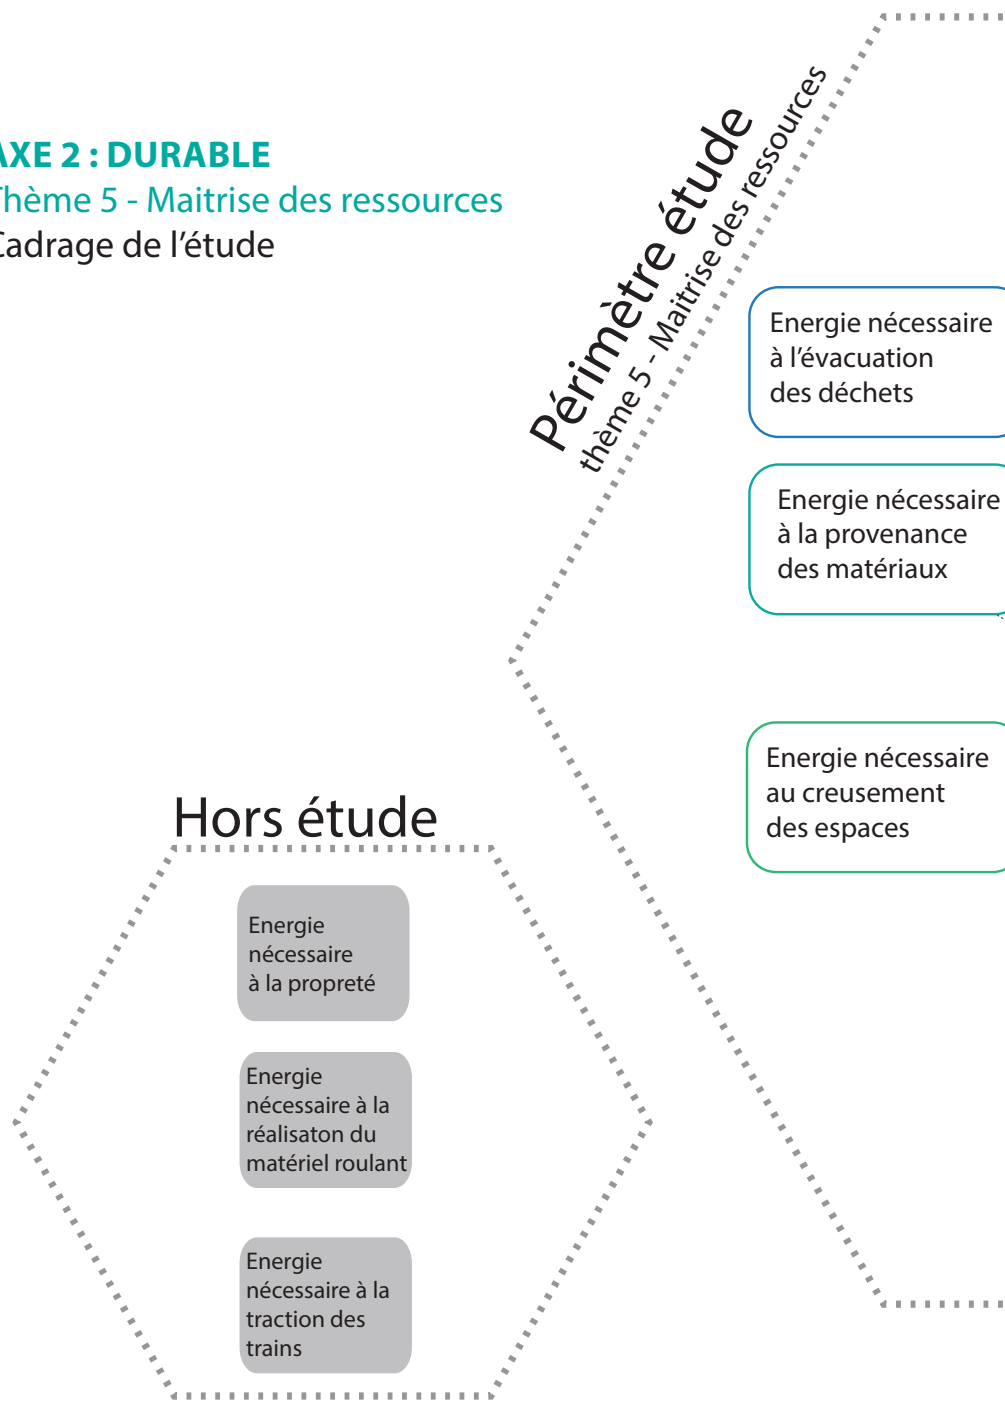 AXE 2 : DURABLE
Thème 5 - Maitrise des ressources
Cadrage de l’étude
Périmètre étude
thème 5 - Maitrise des ressources
Energie nécessaire
à l’évacuation
des déchets
Energie nécessaire
à la provenance
des matériaux
Energie nécessaire
au creusement
des espaces
Hors étude
Energie
nécessaire
à la propreté
Energie
nécessaire à la
réalisaton du
matériel roulant
Energie
nécessaire à la
traction des
trains